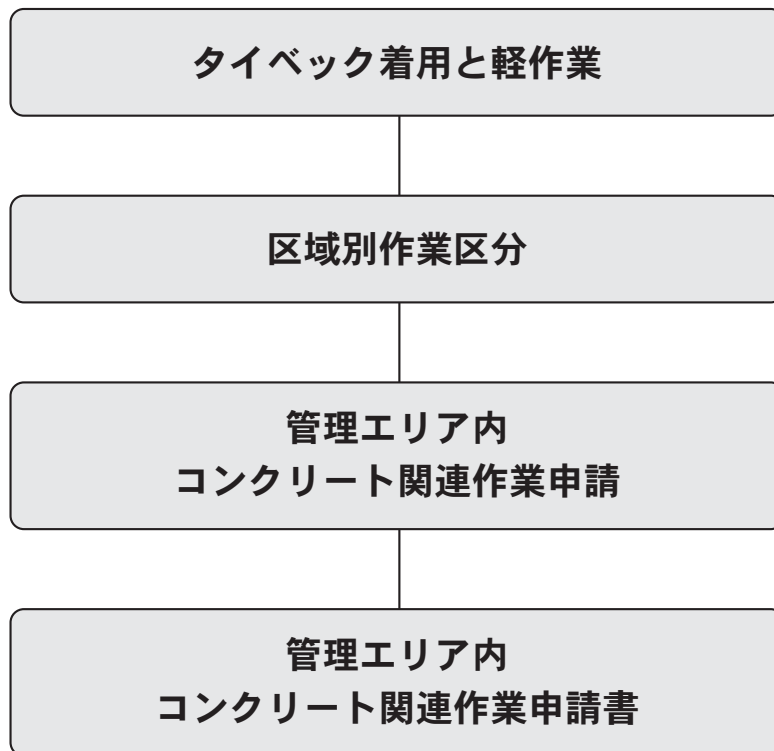 タイベック着用と軽作業
区域別作業区分
管理エリア内
コンクリート関連作業申請
管理エリア内
コンクリート関連作業申請書